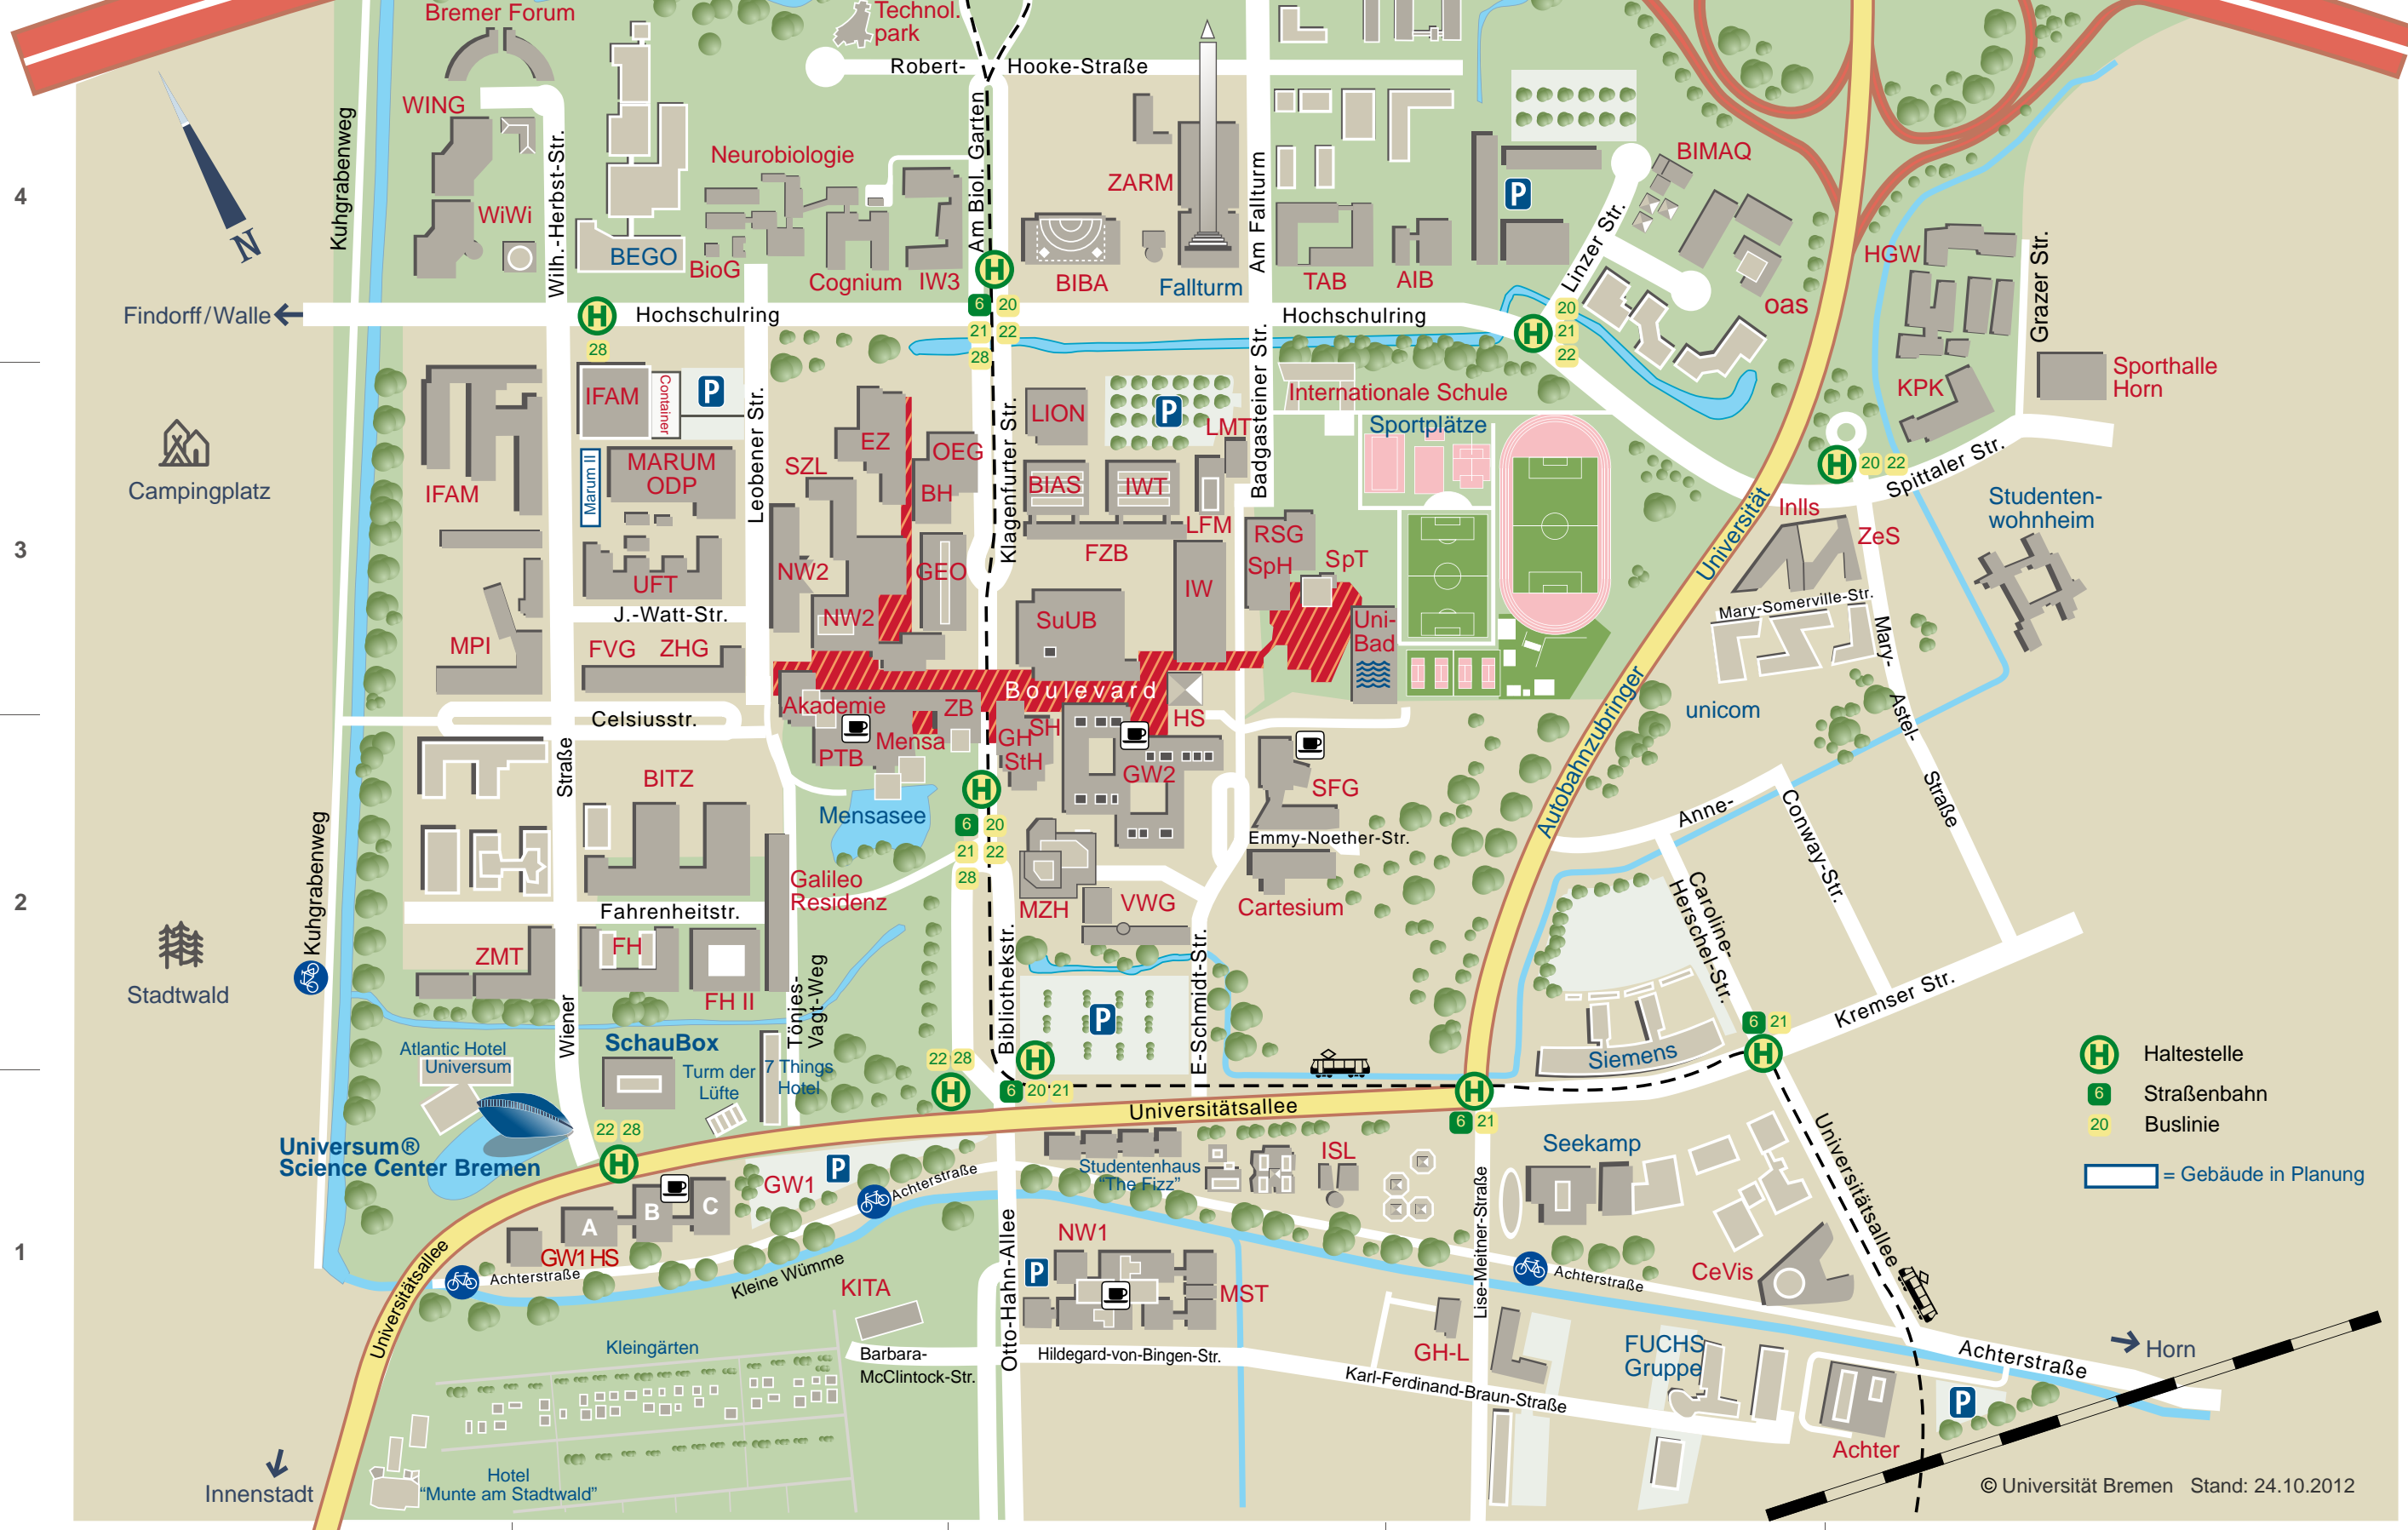 Bremer Forum
Technol.
park
Robert-
Hooke-Straße
WING
Kuhgrabenweg
Wilh.-Herbst-Str.
Neurobiologie
Am Biol. Garten
ZARM
Am Fallturm
P
BIMAQ
4
WiWi
N
BEGO
BioG
Cognium
IW3
H
BIBA
Fallturm
TAB
AIB
Linzer Str.
HGW
oas
Grazer Str.
Findorff/Walle
H
28
Hochschulring
6
20
21
22
28
Hochschulring
H
20
21
22
Badgasteiner Str.
IFAM
Container
P
Leobener Str.
Klagenfurter Str.
LION
P
LMT
Internationale Schule
Sportplätze
KPK
Sporthalle
Horn
Campingplatz
IFAM
Marum II
MARUM
ODP
EZ
SZL
OEG
BH
BIAS
IWT
LFM
H
20
22
Spittaler Str.
Studenten-
wohnheim
3
UFT
NW2
GEO
FZB
RSG
SpH
SpT
IW
Universität
InIIs
ZeS
J.-Watt-Str.
NW2
SuUB
Uni-
Bad
Mary-Somerville-Str.
MPI
FVG
ZHG
Mary-
Astel-
Straße
Boulevard
Akademie
ZB
Celsiusstr.
PTB
Mensa
GH
SH
StH
HS
unicom
Straße
BITZ
Mensasee
H
6
20
21
22
28
GW2
SFG
Autobahnzubringer
Emmy-Noether-Str.
Anne-
Conway-Str.
Kuhgrabenweg
Galileo
Residenz
MZH
VWG
Cartesium
Caroline-
Herschel-Str.
2
Fahrenheitstr.
ZMT
FH
FH II
Tönjes-
Vagt-Weg
Bibliothekstr.
E-Schmidt-Str.
P
Stadtwald
Wiener
Kremser Str.
6
21
H
Siemens
Atlantic Hotel
Universum
SchauBox
Turm der
Lüfte
7 Things
Hotel
22
28
H
H
6
20
21
Universitätsallee
H
6
21
H
Haltestelle
6
Straßenbahn
20
Buslinie
= Gebäude in Planung
Universum®
Science Center Bremen
22
28
H
GW1
P
Achterstraße
Studentenhaus
"The Fizz"
ISL
Seekamp
Universitätsallee
A
B
C
GW1 HS
1
Universitätsallee
Achterstraße
Kleine Wümme
KITA
Otto-Hahn-Allee
NW1
P
MST
Lise-Meitner-Straße
Achterstraße
CeVis
Kleingärten
Barbara-
McClintock-Str.
Hildegard-von-Bingen-Str.
GH-L
Karl-Ferdinand-Braun-Straße
FUCHS
Gruppe
Achterstraße
Horn
P
Achter
Innenstadt
Hotel
"Munte am Stadtwald"
© Universität Bremen Stand: 24.10.2012